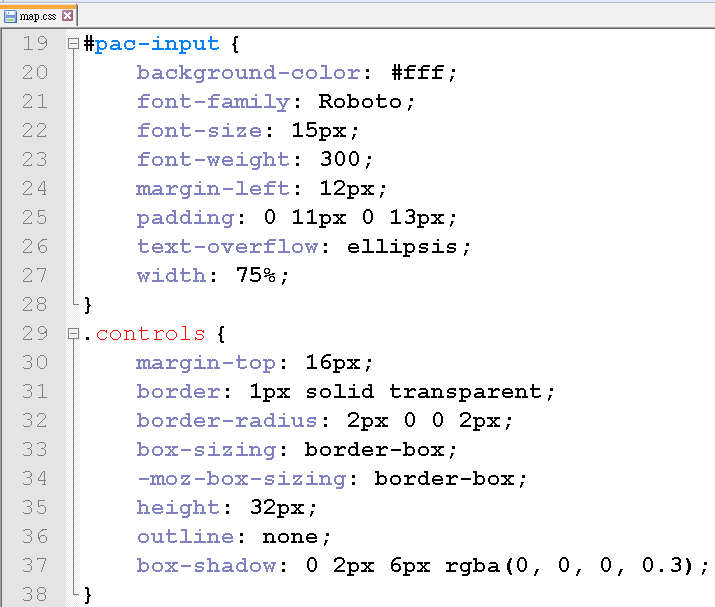 map.css
19 #pac-input {
20 background-color: #fff;
21 font-family: Roboto;
22 font-size: 15px;
23 font-weight: 300;
24 margin-left: 12px;
25 padding: 0 11px 0 13px;
26 text-overflow: ellipsis;
27 width: 75%;
28 }
29 .controls {
30 margin-top: 16px;
31 border: 1px solid transparent;
32 border-radius: 2px 0 0 2px;
33 box-sizing: border-box;
34 -moz-box-sizing: border-box;
35 height: 32px;
36 outline: none;
37 box-shadow: 0 2px 6px rgba(0, 0, 0, 0.3);
38 }